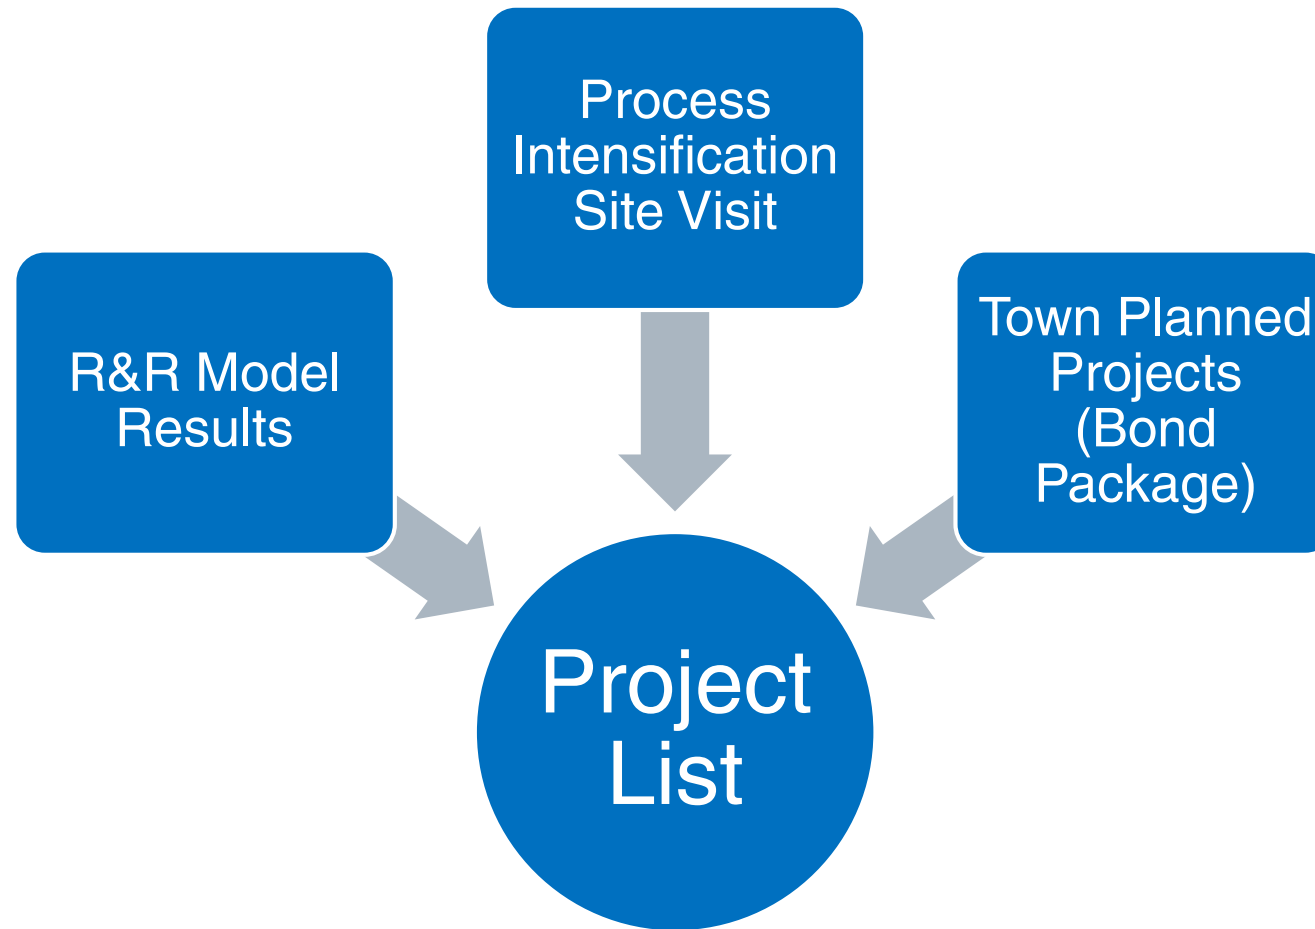 Process
Intensification
Site Visit
R&R Model
Results
Town Planned
Projects
(Bond
Package)
Project
List